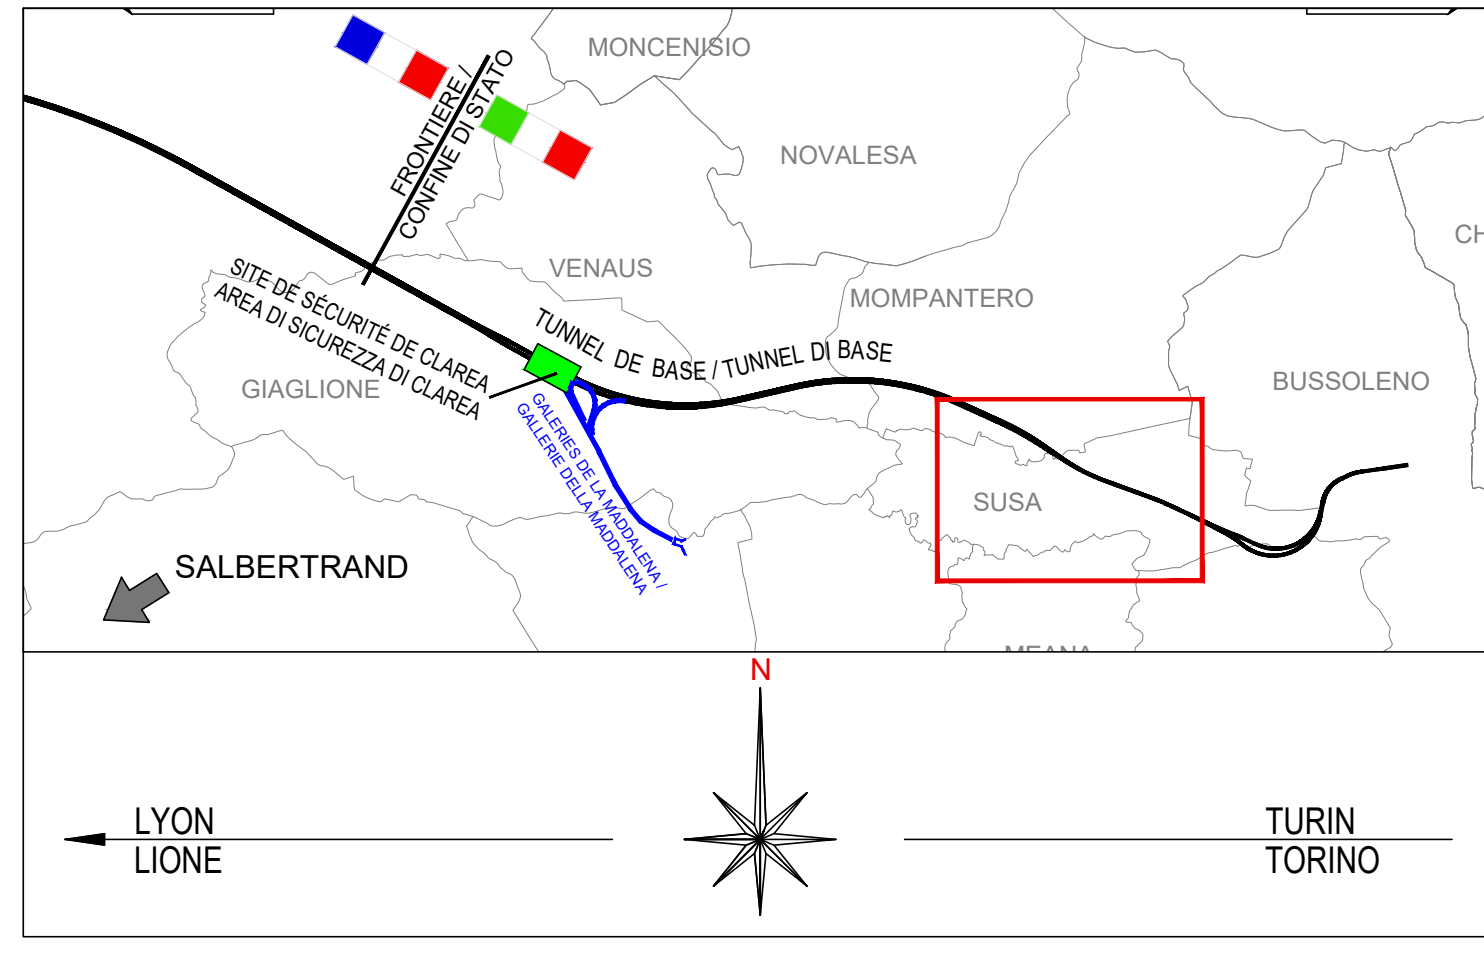 MONCENISIO
FRONTIERE /
CONFINE DI STATO
NOVALESA
CH
VENAUS
SITE DE SÉCURITÉ DE CLAREA
AREA DI SICUREZZA DI CLAREA
MOMPANTERO
TUNNEL DE BASE / TUNNEL DI BASE
GIAGLIONE
BUSSOLENO
GALERIES DE LA MADDALENA /
GALLERIE DELLA MADDALENA
SUSA
SALBERTRAND
MEANA
N
LYON
LIONE
TURIN
TORINO